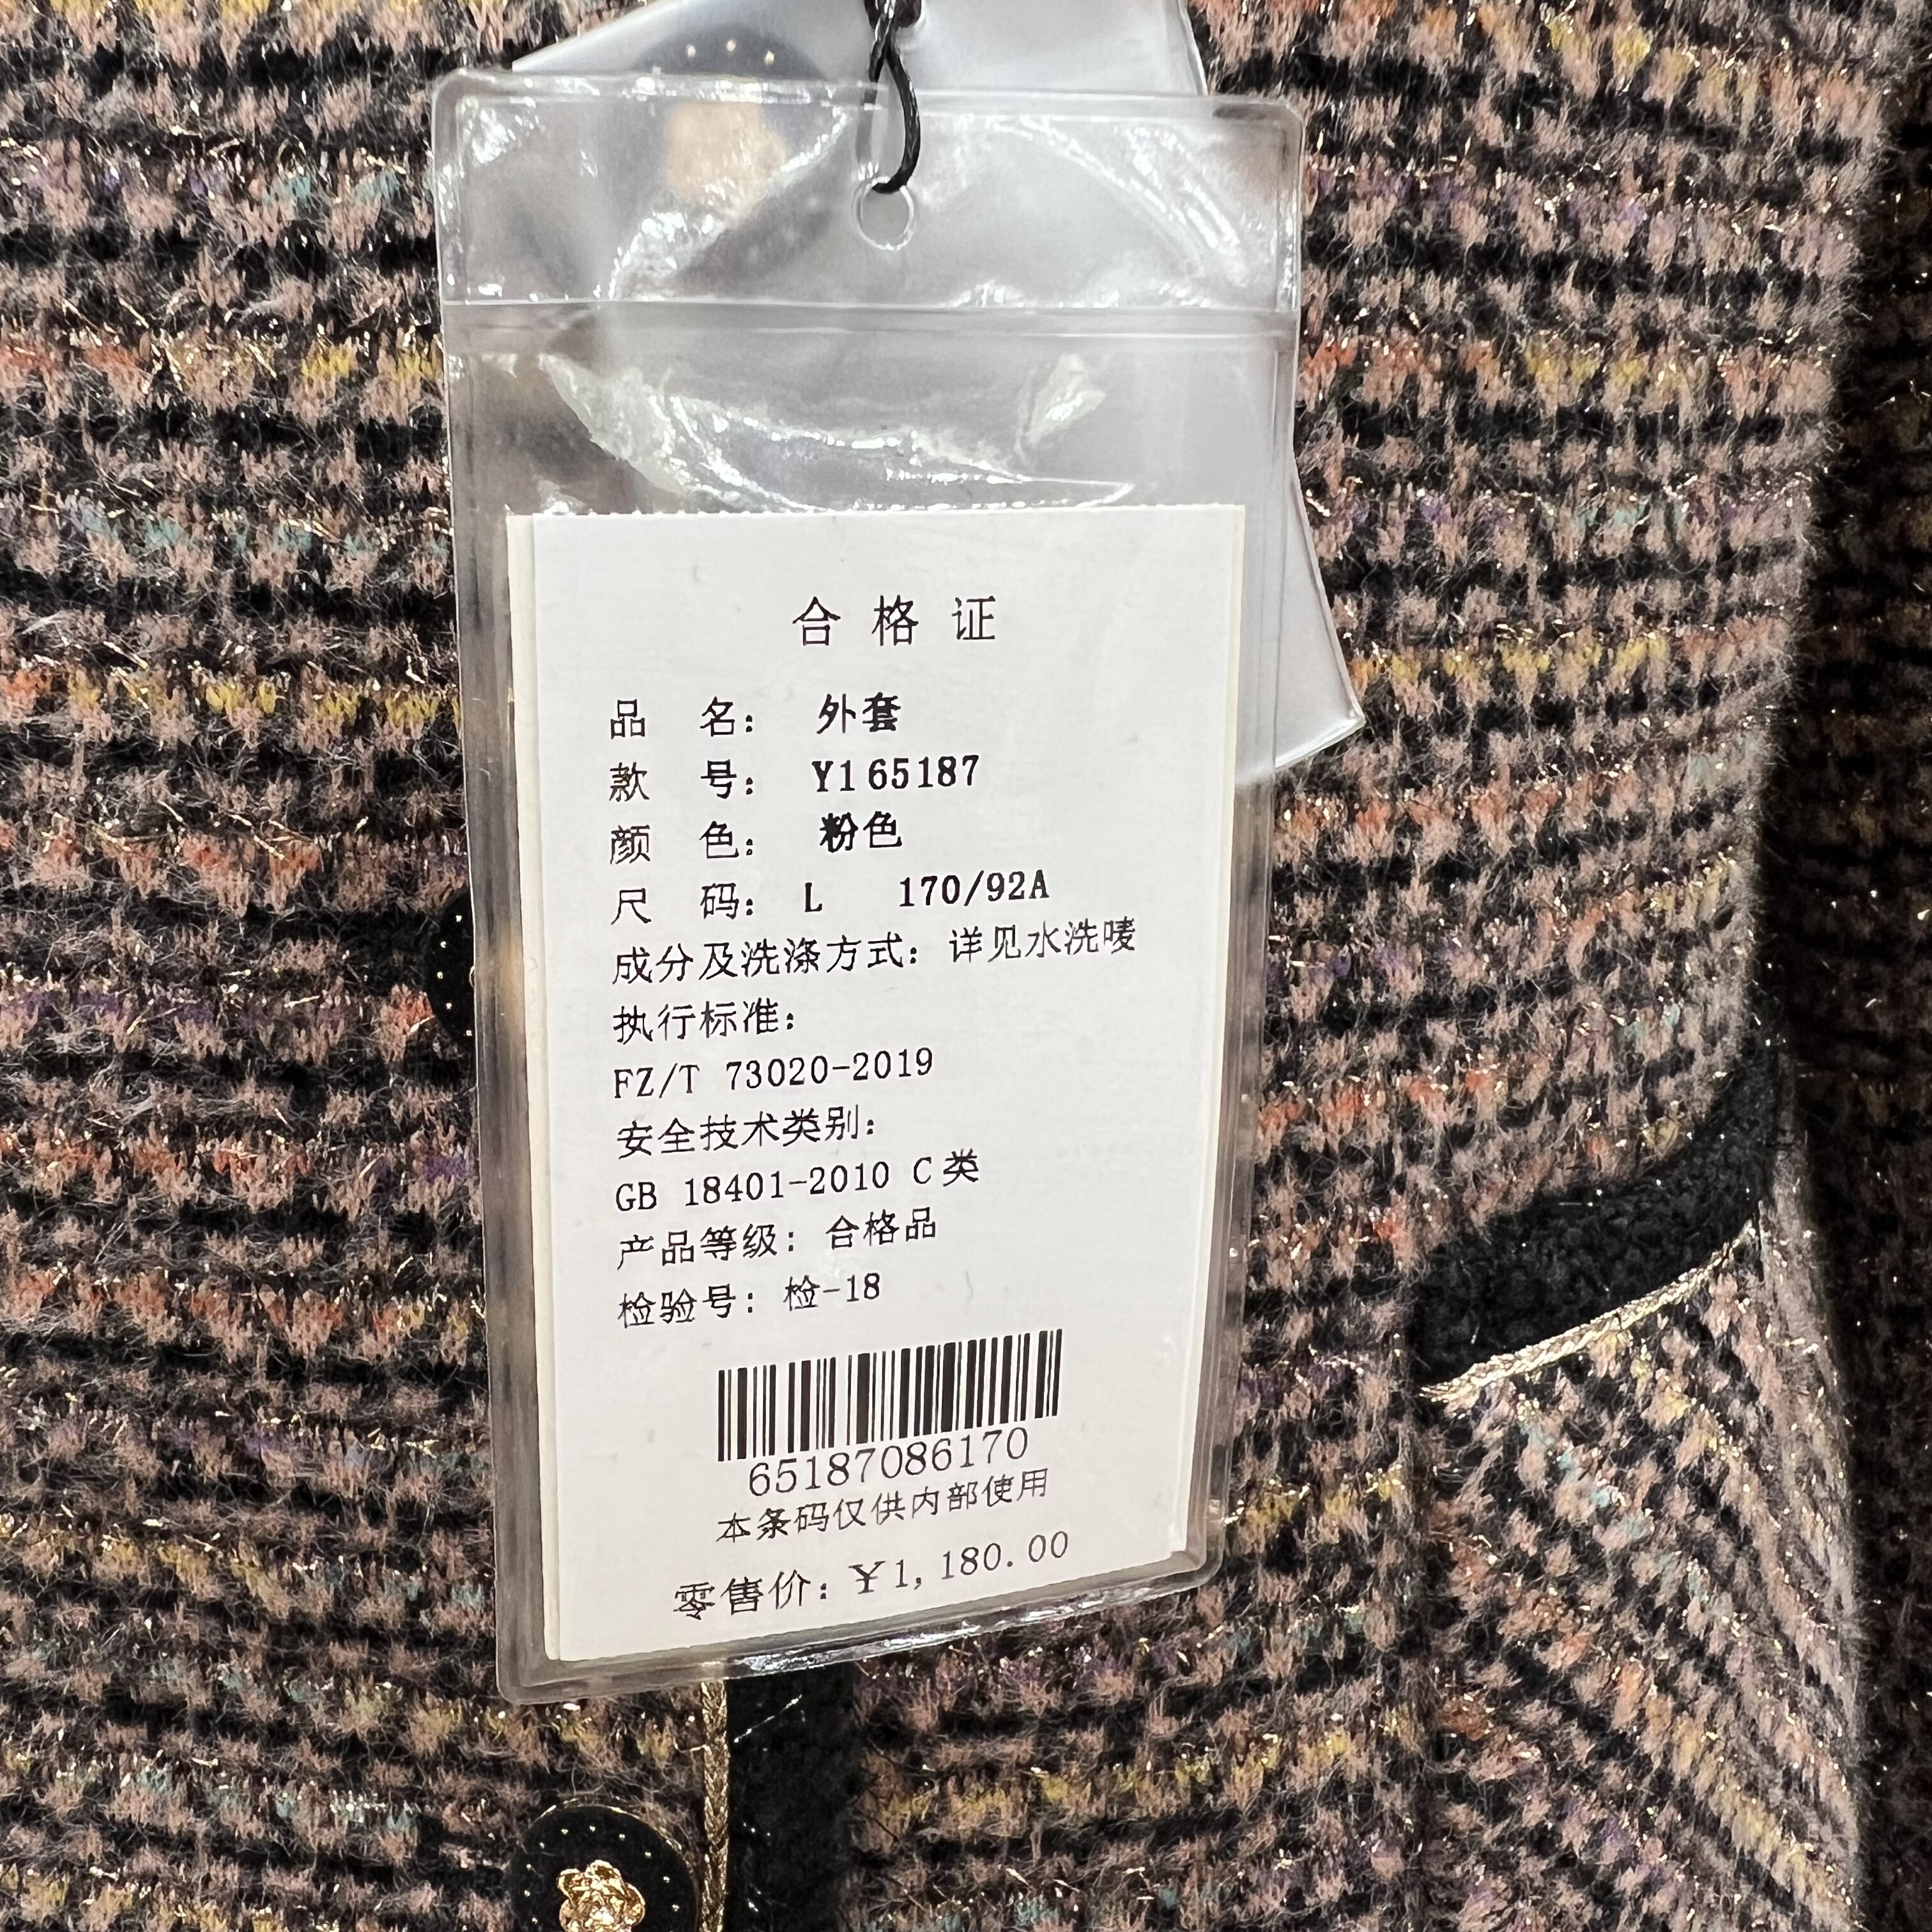 合格证
品 名： 外套
款 号： Y165187
颜 色： 粉色
尺 码： L 170/92A
成分及洗涤方式：详见水洗唛
执行标准：
FZ/T 73020-2019
安全技术类别：
GB 18401-2010 C类
产品等级：合格品
检验号：检-18
65187086170
本条码仅供内部使用
零售价：¥1,180.00